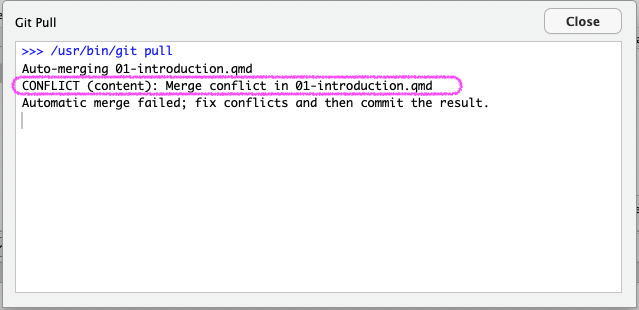 Git Pull
Close
>>> /usr/bin/git pull
Auto-merging 01-introduction.qmd
CONFLICT (content): Merge conflict in 01-introduction.qmd
Automatic merge failed; fix conflicts and then commit the result.